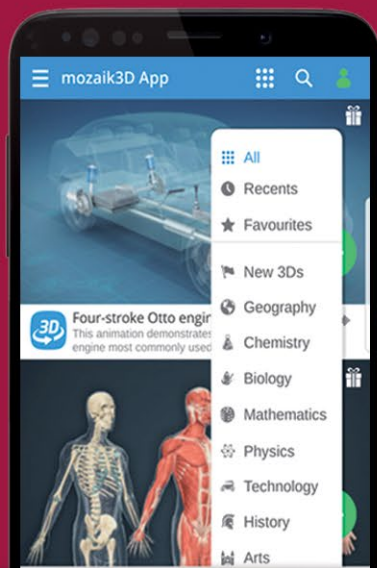 mozaik3D App
All
Recents
Favourites
New 3Ds
Geography
3D
Four-stroke Otto engin
This animation demonstrates
engine most commonly used
Chemistry
Biology
Mathematics
Physics
Technology
History
Arts